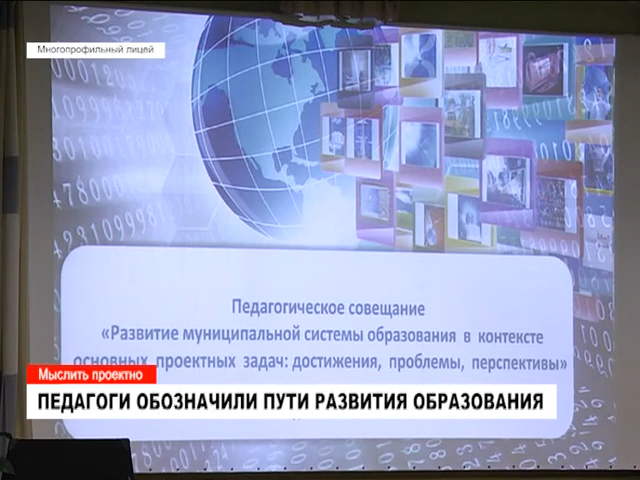 Многопрофильный лицей
Педагогическое совещание
«Развитие муниципальной системы образования в контексте
основных проектных задач: достижения, проблемы, перспективы»
Мыслить проектно
ПЕДАГОГИ ОБОЗНАЧИЛИ ПУТИ РАЗВИТИЯ ОБРАЗОВАНИЯ